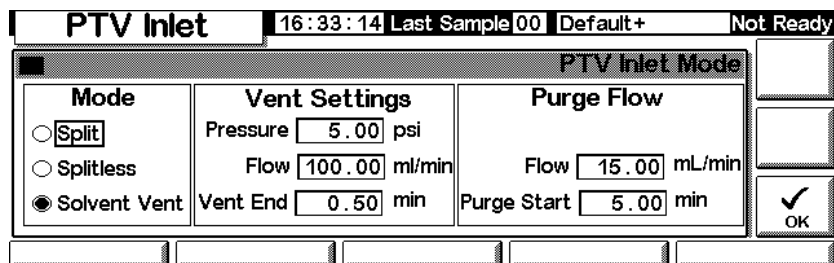 PTV Inlet 16:33:14 Last Sample 00 Default+ Not Ready
PTV Inlet Mode
Mode Vent Settings Purge Flow
Split Pressure 5.00 psi
Splitless Flow 100.00 ml/min Flow 15.00 mL/min
Solvent Vent Vent End 0.50 min Purge Start 5.00 min
OK